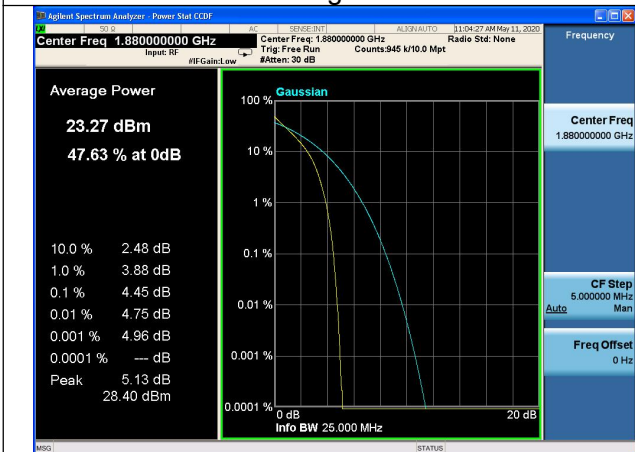 Agilent Spectrum Analyzer - Power Stat CCDF
50 Ω AC SENSE:INT ALIGN AUTO 11:04:27 AM May 11, 2020
Center Freq 1.880000000 GHz Center Freq: 1.880000000 GHz Radio Std: None
Input: RF Trig: Free Run Counts:945 k/10.0 Mpt
#IFGain:Low #Atten: 30 dB
Frequency
Average Power
23.27 dBm
47.63 % at 0dB
10.0 % 2.48 dB
1.0 % 3.88 dB
0.1 % 4.45 dB
0.01 % 4.75 dB
0.001 % 4.96 dB
0.0001 % --- dB
Peak 5.13 dB
28.40 dBm
Gaussian
100 %
10 %
1 %
0.1 %
0.01 %
0.001 %
0.0001 %
0 dB 20 dB
Info BW 25.000 MHz
Center Freq
1.880000000 GHz
CF Step
5.000000 MHz
Auto Man
Freq Offset
0 Hz
MSG STATUS